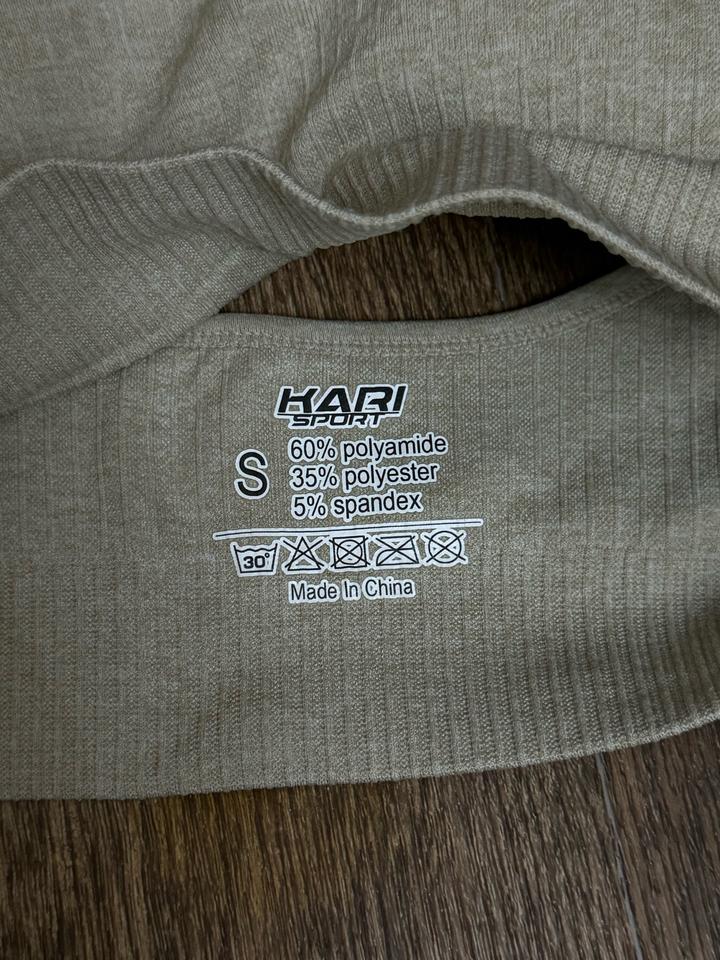 KARI
SPORT
S
60% polyamide
35% polyester
5% spandex
30°
Made In China